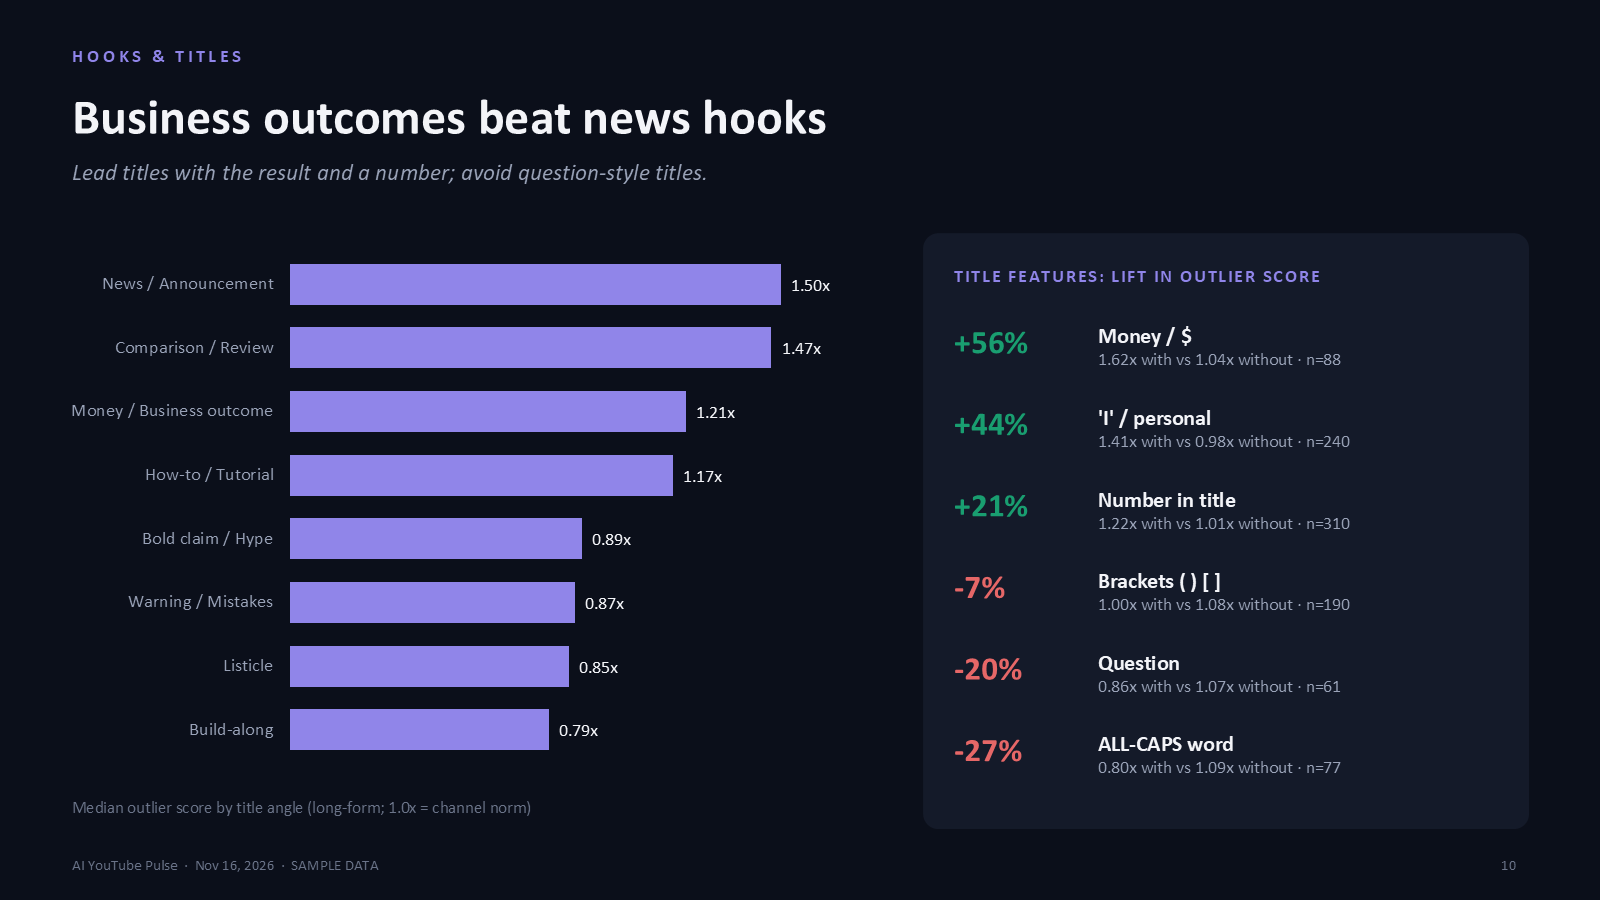 HOOKS & TITLES
Business outcomes beat news hooks
Lead titles with the result and a number; avoid question-style titles.
News / Announcement 1.50x
Comparison / Review 1.47x
Money / Business outcome 1.21x
How-to / Tutorial 1.17x
Bold claim / Hype 0.89x
Warning / Mistakes 0.87x
Listicle 0.85x
Build-along 0.79x
Median outlier score by title angle (long-form; 1.0x = channel norm)
TITLE FEATURES: LIFT IN OUTLIER SCORE
+56% Money / $
1.62x with vs 1.04x without · n=88
+44% 'I' / personal
1.41x with vs 0.98x without · n=240
+21% Number in title
1.22x with vs 1.01x without · n=310
-7% Brackets ( ) [ ]
1.00x with vs 1.08x without · n=190
-20% Question
0.86x with vs 1.07x without · n=61
-27% ALL-CAPS word
0.80x with vs 1.09x without · n=77
AI YouTube Pulse · Nov 16, 2026 · SAMPLE DATA 10